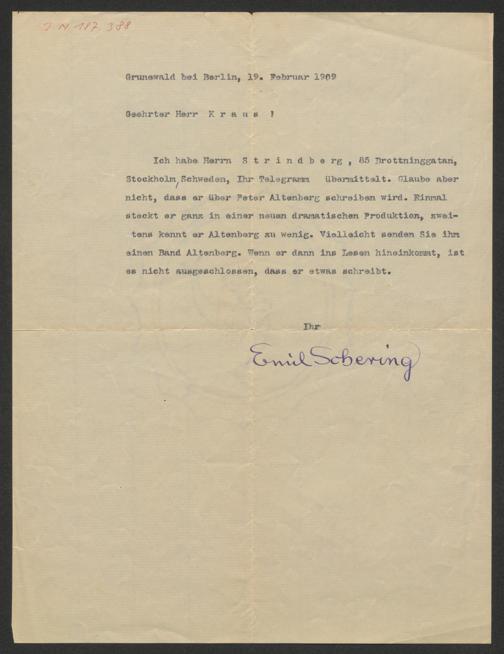 J.N. 187.388
Grunewald bei Berlin, 19. Februar 1909
Geehrter Herr K r a u s !
Ich habe Herrn S t r i n d b e r g , 85 Drottninggatan,
Stockholm, Schweden, Ihr Telegramm übermittelt. Glaube aber
nicht, dass er über Peter Altenberg schreiben wird. Einmal
steckt er ganz in einer neuen dramatischen Produktion, zwei-
tens kennt er Altenberg zu wenig. Vielleicht senden Sie ihm
einen Band Altenberg. Wenn er dann ins Lesen hineinkommt, ist
es nicht ausgeschlossen, dass er etwas schreibt.
Ihr
Emil Schering